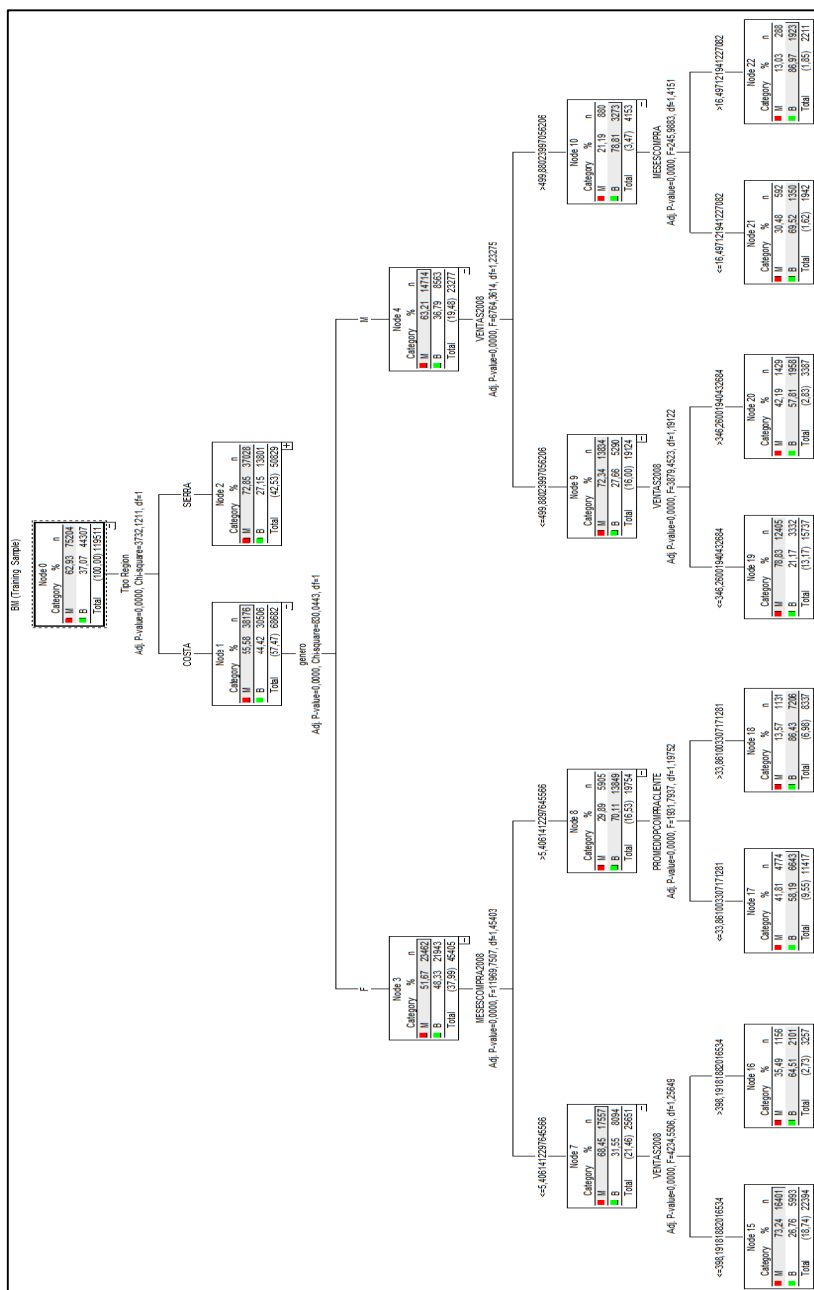 BM (Training Sample)
Node 0
Category % n
M 62,93 75204
B 37,07 44307
Total (100,00) 119511
Tipo Region
Adj. P-value=0,0000, Chi-square=3732,1211, df=1
COSTA
SERRA
Node 1
Category % n
M 55,58 38176
B 44,42 30506
Total (57,47) 68682
Node 2
Category % n
M 72,85 37028
B 27,15 13801
Total (42,53) 50829
genero
Adj. P-value=0,0000, Chi-square=830,0443, df=1
F
M
Node 3
Category % n
M 51,67 23462
B 48,33 21943
Total (37,99) 45405
Node 4
Category % n
M 63,21 14714
B 36,79 8563
Total (19,48) 23277
MESESCOMPRA2008
Adj. P-value=0,0000, F=11969,7507, df=1,45403
VENTAS2008
Adj. P-value=0,0000, F=6764,3614, df=1,23275
<=5,4061412297645566
>5,4061412297645566
<=499,88023997056206
>499,88023997056206
Node 7
Category % n
M 68,45 17557
B 31,55 8094
Total (21,46) 25651
Node 8
Category % n
M 29,89 5905
B 70,11 13849
Total (16,53) 19754
Node 9
Category % n
M 72,34 13834
B 27,66 5290
Total (16,00) 19124
Node 10
Category % n
M 21,19 880
B 78,81 3273
Total (3,47) 4153
VENTAS2008
Adj. P-value=0,0000, F=4234,5506, df=1,25649
PROMEDIOPCOMPRACLIENTE
Adj. P-value=0,0000, F=1931,7937, df=1,19752
VENTAS2008
Adj. P-value=0,0000, F=3879,4523, df=1,19122
MESESCOMPRA
Adj. P-value=0,0000, F=245,9883, df=1,4151
<=398,19181882016534
>398,19181882016534
<=33,861003307171281
>33,861003307171281
<=346,26001940432684
>346,26001940432684
<=16,497121941227082
>16,497121941227082
Node 15
Category % n
M 73,24 16401
B 26,76 5993
Total (18,74) 22394
Node 16
Category % n
M 35,49 1156
B 64,51 2101
Total (2,73) 3257
Node 17
Category % n
M 41,81 4774
B 58,19 6643
Total (9,55) 11417
Node 18
Category % n
M 13,57 1131
B 86,43 7206
Total (6,98) 8337
Node 19
Category % n
M 78,83 12405
B 21,17 3332
Total (13,17) 15737
Node 20
Category % n
M 42,19 1429
B 57,81 1958
Total (2,83) 3387
Node 21
Category % n
M 30,48 592
B 69,52 1350
Total (1,62) 1942
Node 22
Category % n
M 13,03 288
B 86,97 1923
Total (1,85) 2211